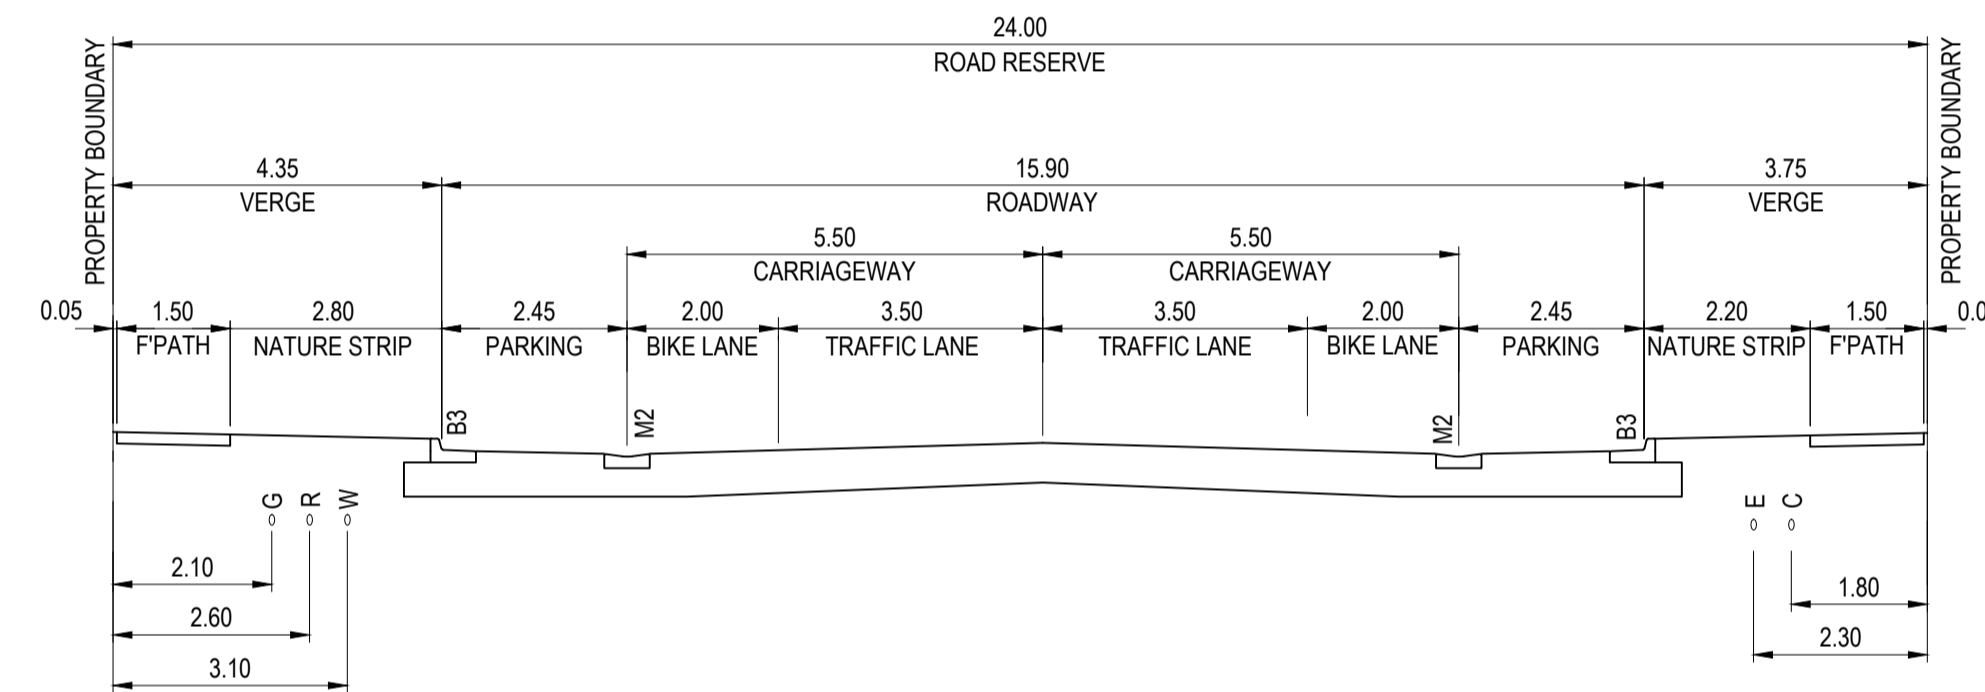 24.00
ROAD RESERVE
PROPERTY BOUNDARY
PROPERTY BOUNDARY
4.35
15.90
3.75
VERGE
ROADWAY
VERGE
5.50
5.50
CARRIAGEWAY
CARRIAGEWAY
0.05 1.50 2.80 2.45 2.00 3.50 3.50 2.00 2.45 2.20 1.50 0.0
F'PATH NATURE STRIP PARKING BIKE LANE TRAFFIC LANE TRAFFIC LANE BIKE LANE PARKING NATURE STRIP F'PATH
B3 M2 M2 B3
G R W E C
2.10
1.80
2.60
2.30
3.10